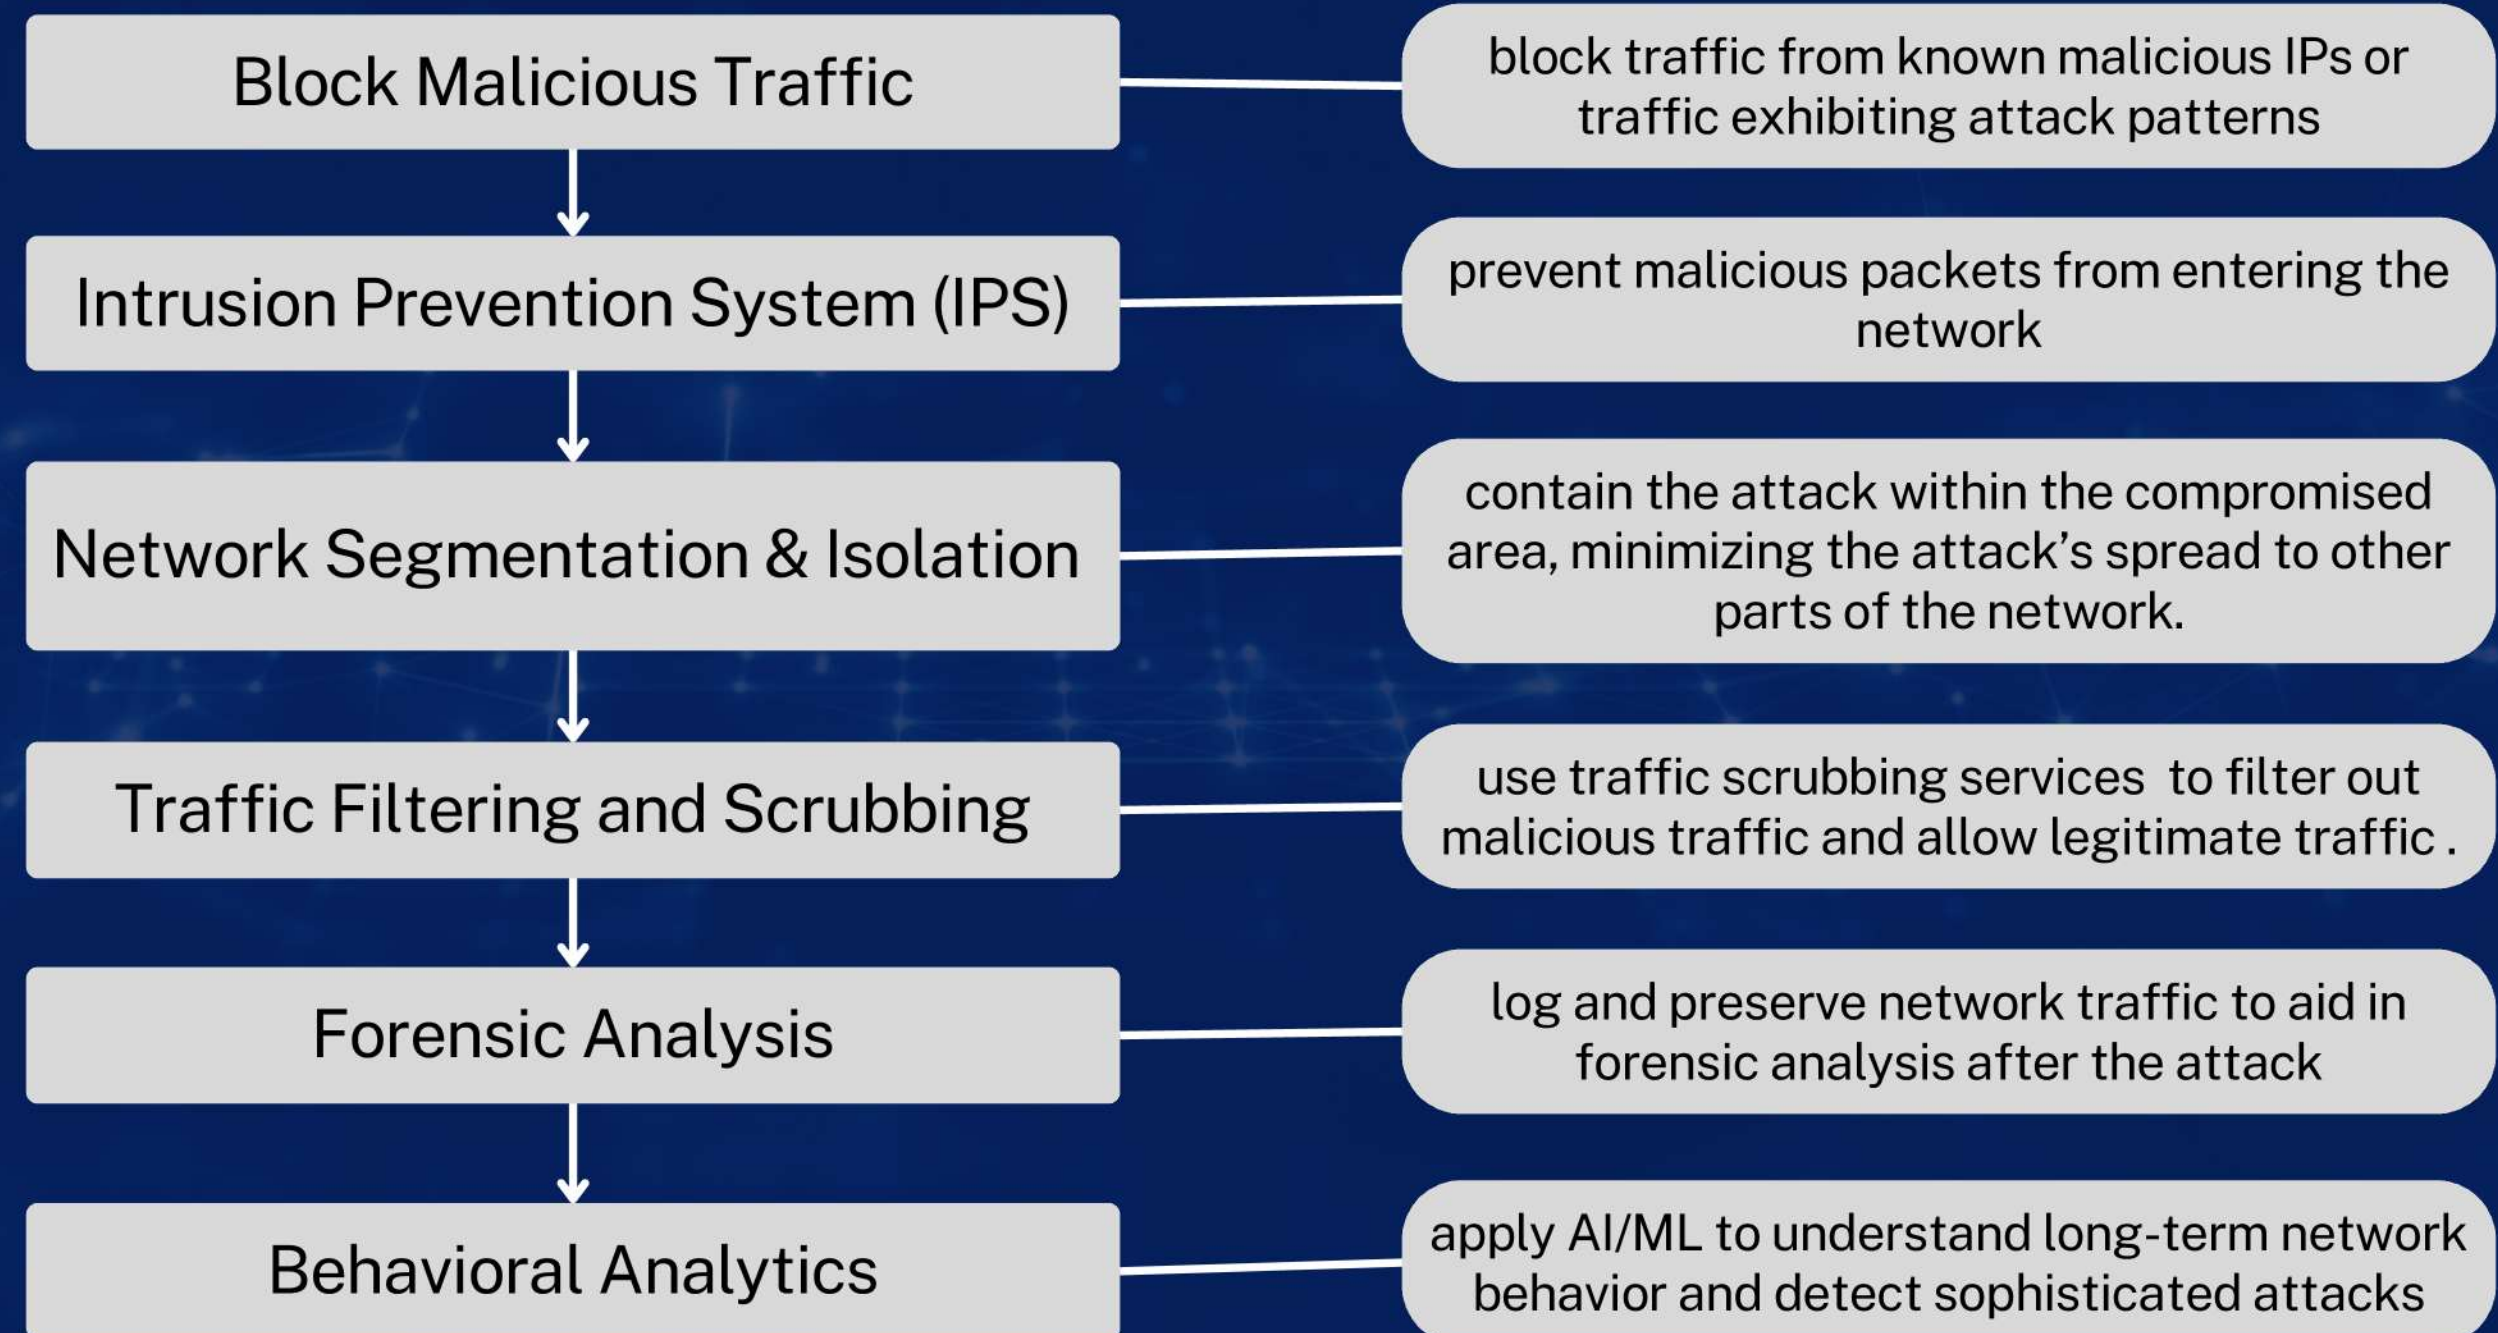 Block Malicious Traffic
block traffic from known malicious IPs or
traffic exhibiting attack patterns
Intrusion Prevention System (IPS)
prevent malicious packets from entering the
network
Network Segmentation & Isolation
contain the attack within the compromised
area, minimizing the attack’s spread to other
parts of the network.
Traffic Filtering and Scrubbing
use traffic scrubbing services  to filter out
malicious traffic and allow legitimate traffic .
Forensic Analysis
log and preserve network traffic to aid in
forensic analysis after the attack
Behavioral Analytics
apply AI/ML to understand long-term network
behavior and detect sophisticated attacks